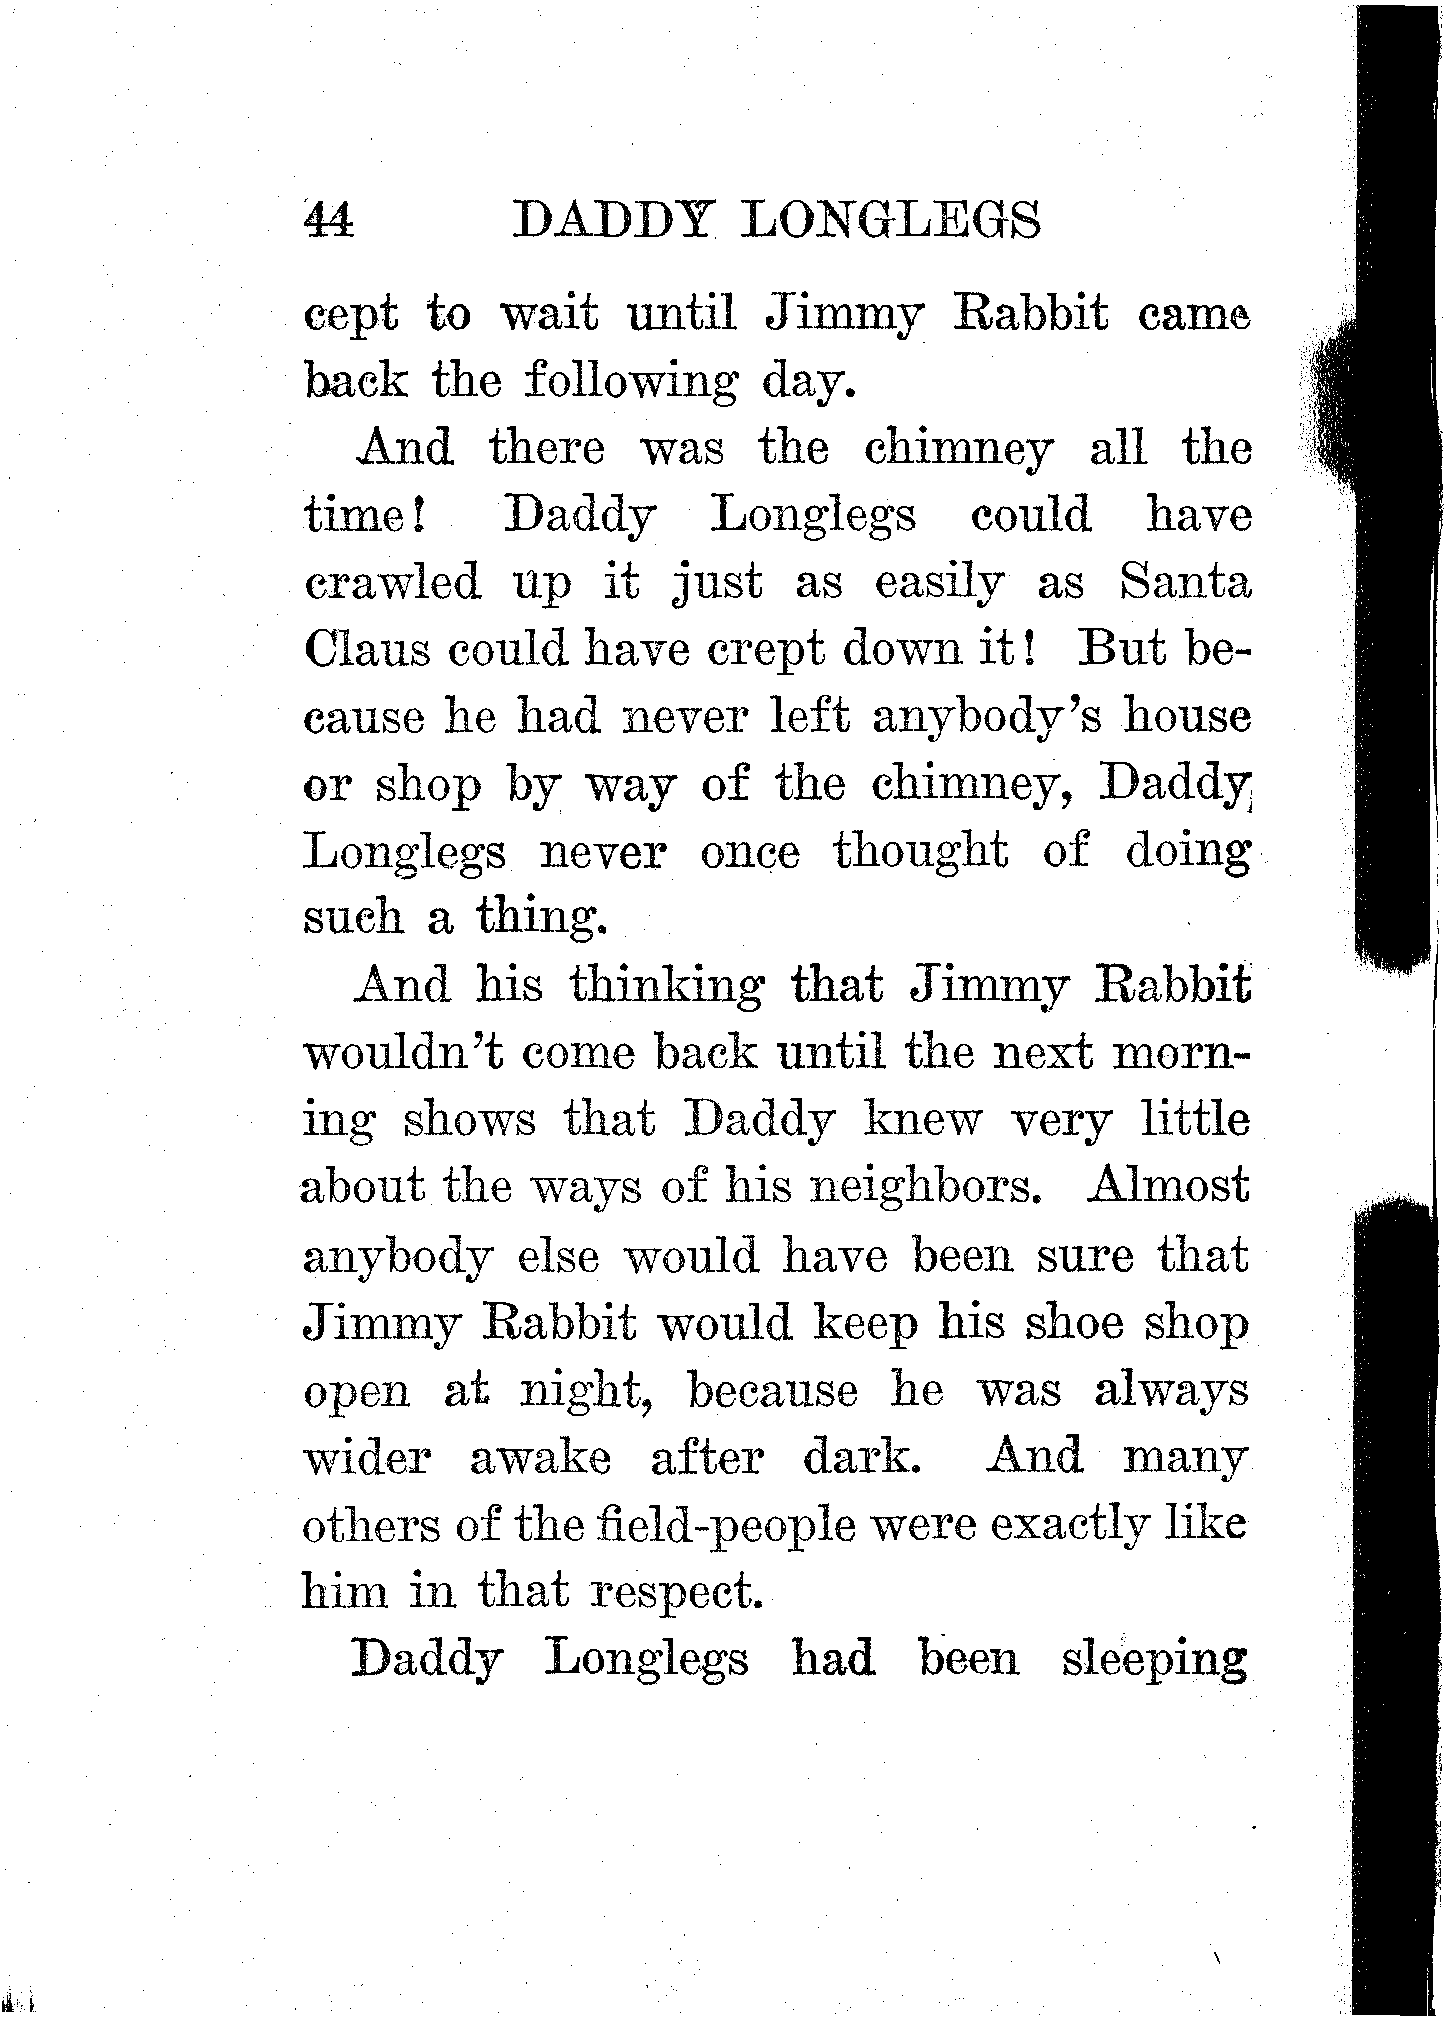 44 DADDY LONGLEGS
cept to wait until Jimmy Rabbit came
back the following day.
And there was the chimney all the
time! Daddy Longlegs could have
crawled up it just as easily as Santa
Claus could have crept down it! But be-
cause he had never left anybody's house
or shop by way of the chimney, Daddy
Longlegs never once thought of doing
such a thing.
And his thinking that Jimmy Rabbit
wouldn't come back until the next morn-
ing shows that Daddy knew very little
about the ways of his neighbors. Almost
anybody else would have been sure that
Jimmy Rabbit would keep his shoe shop
open at night, because he was always
wider awake after dark. And many
others of the field-people were exactly like
him in that respect.
Daddy Longlegs had been sleeping